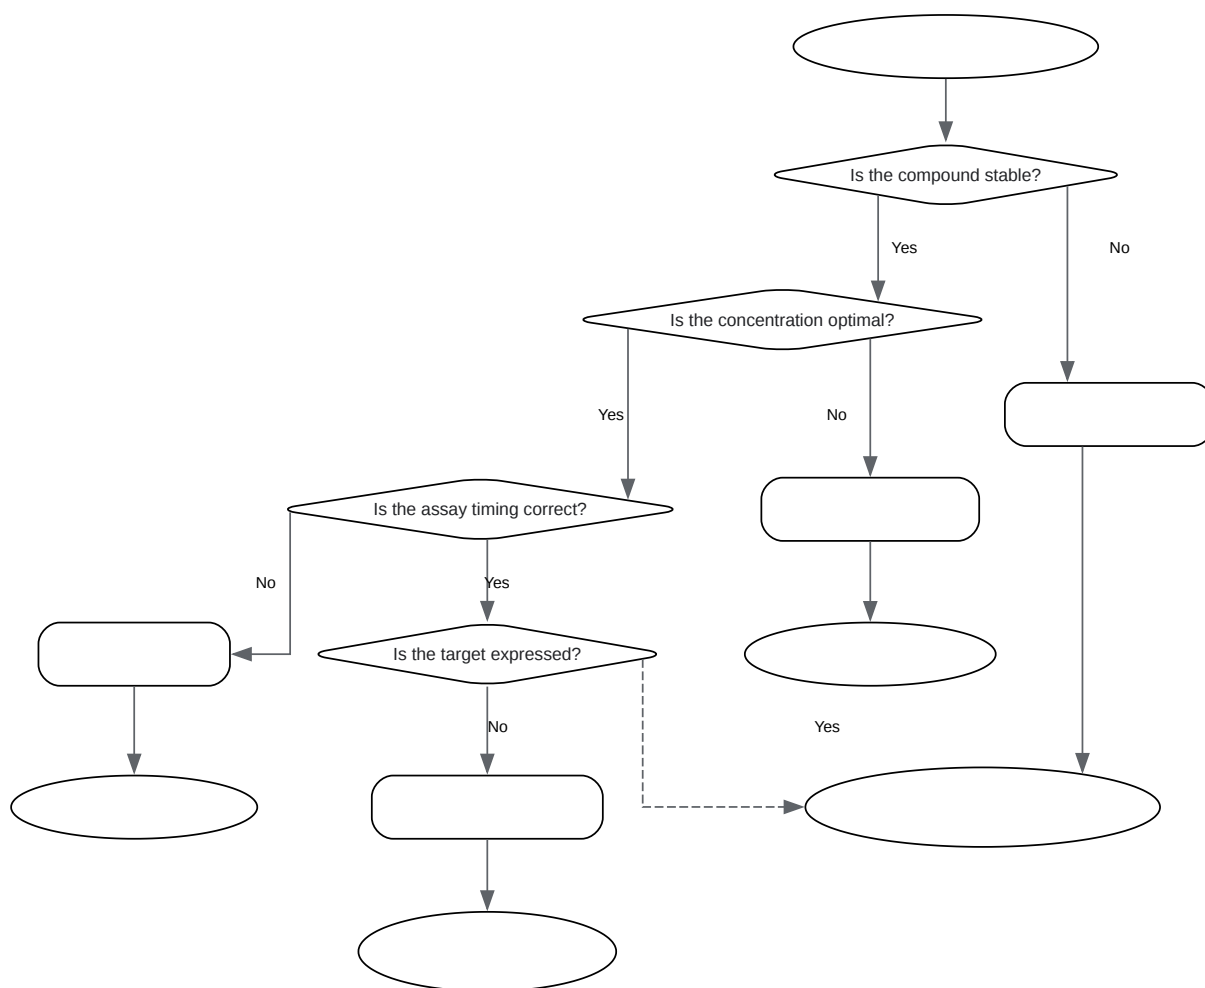 Is the compound stable?
Yes
No
Is the concentration optimal?
Yes
No
Is the assay timing correct?
No
Yes
Is the target expressed?
No
Yes